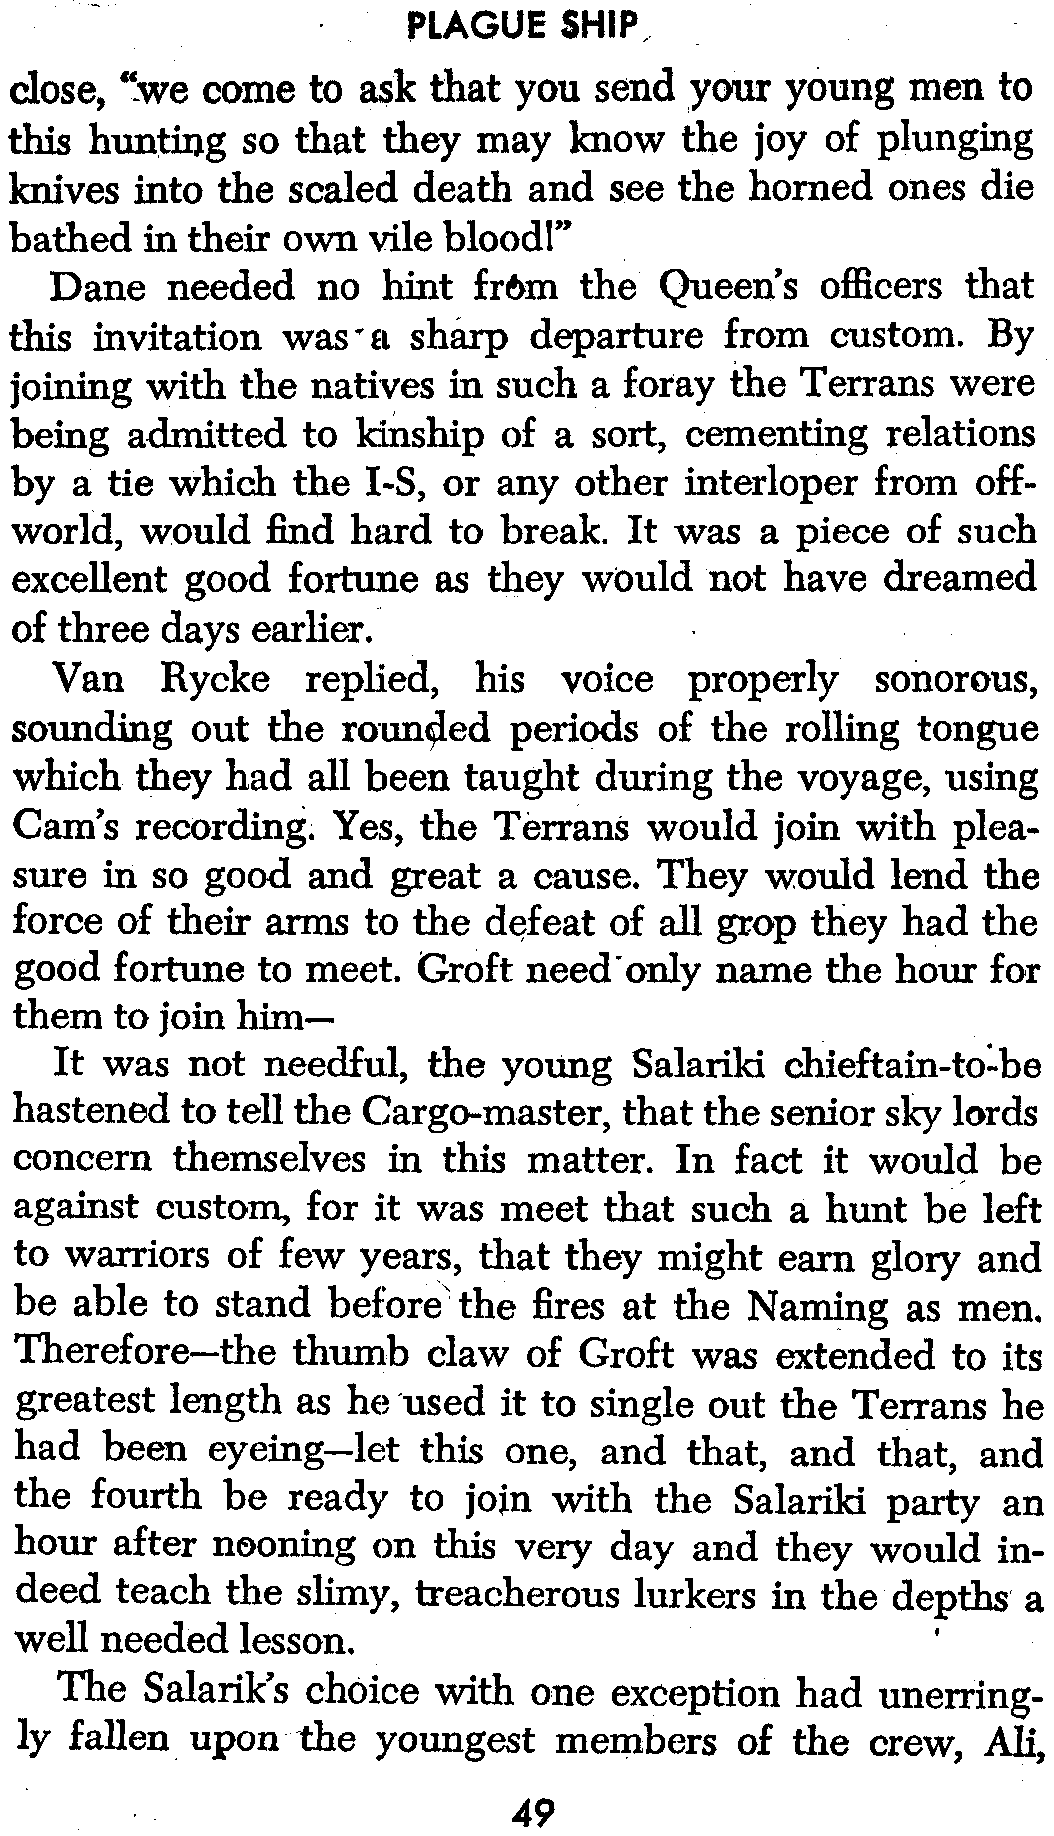 PLAGUE SHIP
close, "we come to ask that you send your young men to
this hunting so that they may know the joy of plunging
knives into the scaled death and see the horned ones die
bathed in their own vile blood!"
Dane needed no hint from the Queen's officers that
this invitation was a sharp departure from custom. By
joining with the natives in such a foray the Terrans were
being admitted to kinship of a sort, cementing relations
by a tie which the I-S, or any other interloper from off-
world, would find hard to break. It was a piece of such
excellent good fortune as they would not have dreamed
of three days earlier.
Van Rycke replied, his voice properly sonorous,
sounding out the rounded periods of the rolling tongue
which they had all been taught during the voyage, using
Cam's recording. Yes, the Terrans would join with plea-
sure in so good and great a cause. They would lend the
force of their arms to the defeat of all grop they had the
good fortune to meet. Groft need only name the hour for
them to join him—
It was not needful, the young Salariki chieftain-to-be
hastened to tell the Cargo-master, that the senior sky lords
concern themselves in this matter. In fact it would be
against custom, for it was meet that such a hunt be left
to warriors of few years, that they might earn glory and
be able to stand before the fires at the Naming as men.
Therefore—the thumb claw of Groft was extended to its
greatest length as he used it to single out the Terrans he
had been eyeing—let this one, and that, and that, and
the fourth be ready to join with the Salariki party an
hour after nooning on this very day and they would in-
deed teach the slimy, treacherous lurkers in the depths a
well needed lesson.
The Salarik's choice with one exception had unerring-
ly fallen upon the youngest members of the crew, Ali,
49